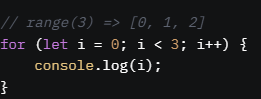 // range(3) => [0, 1, 2]
for (let i = 0; i < 3; i++) {
    console.log(i);
}